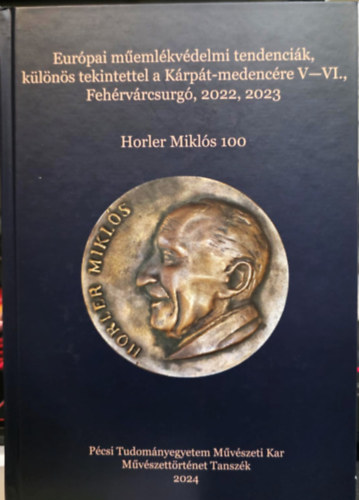 Európai műemlékvédelmi tendenciák,
különös tekintettel a Kárpát-medencére V—VI.,
Fehérvárcsurgó, 2022, 2023
Horler Miklós 100
HORLER MIKLÓS
Pécsi Tudományegyetem Művészeti Kar
Művészettörténet Tanszék
2024